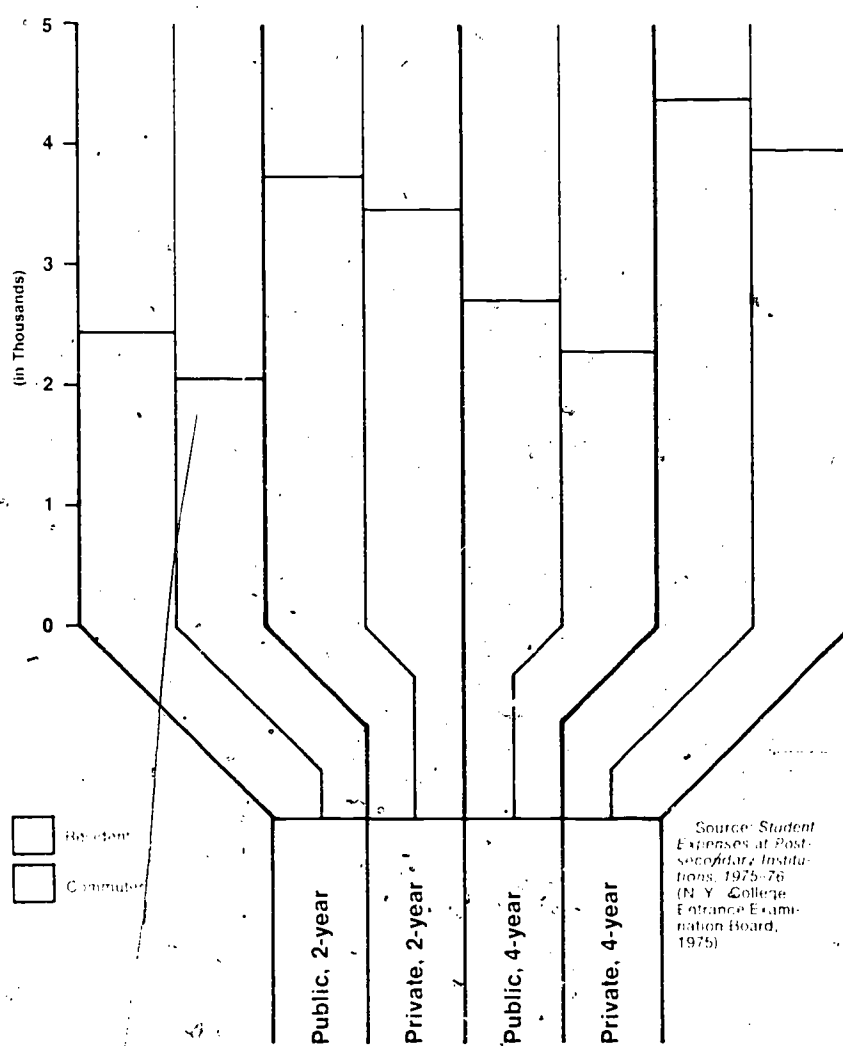 5
4
3
2
1
0
(in Thousands)
Resident
Commuter
Public, 2-year
Private, 2-year
Public, 4-year
Private, 4-year
Source: Student
Expenses at Post-
secondary Institu-
tions, 1975-76
(N Y College
Entrance Exami-
nation Board,
1975)